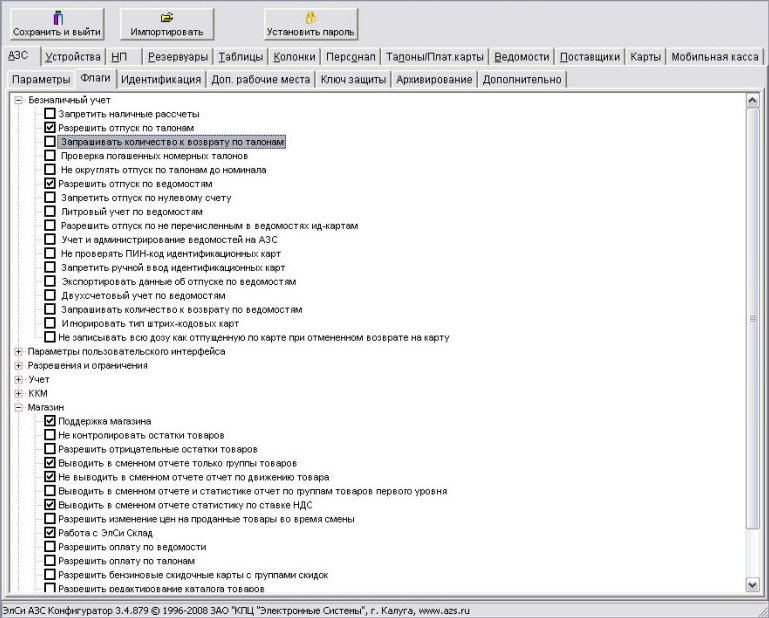 Сохранить и выйти Импортировать Установить пароль
АЗС Устройства НП Резервуары Таблицы Колонки Персонал Талоны/Плат.карты Ведомости Поставщики Карты Мобильная касса
Параметры Флаги Идентификация Доп. рабочие места Ключ защиты Архивирование Дополнительно
Безналичный учет
Запретить наличные рассчеты
Разрешить отпуск по талонам
Запрашивать количество к возврату по талонам
Проверка погашенных номерных талонов
Не округлять отпуск по талонам до номинала
Разрешить отпуск по ведомостям
Запретить отпуск по нулевому счету
Литровый учет по ведомостям
Разрешить отпуск по не перечисленным в ведомостях ид-картам
Учет и администрирование ведомостей на АЗС
Не проверять ПИН-код идентификационных карт
Запретить ручной ввод идентификационных карт
Экспортировать данные об отпуске по ведомостям
Двухсчетовый учет по ведомостям
Запрашивать количество к возврату по ведомостям
Игнорировать тип штрих-кодовых карт
Не записывать всю дозу как отпущенную по карте при отмененном возврате на карту
Параметры пользовательского интерфейса
Разрешения и ограничения
Учет
ККМ
Магазин
Поддержка магазина
Не контролировать остатки товаров
Разрешить отрицательные остатки товаров
Выводить в сменном отчете только группы товаров
Не выводить в сменном отчете отчет по движению товара
Выводить в сменном отчете и статистике отчет по группам товаров первого уровня
Выводить в сменном отчете статистику по ставке НДС
Разрешить изменение цен на проданные товары во время смены
Работа с ЭлСи Склад
Разрешить оплату по ведомости
Разрешить оплату по талонам
Разрешить бензиновые скидочные карты с группами скидок
Разрешить редактирование каталога товаров
ЭлСи АЗС Конфигуратор 3.4.879 © 1996-2008 ЗАО "КПЦ "Электронные Системы", г. Калуга, www.azs.ru